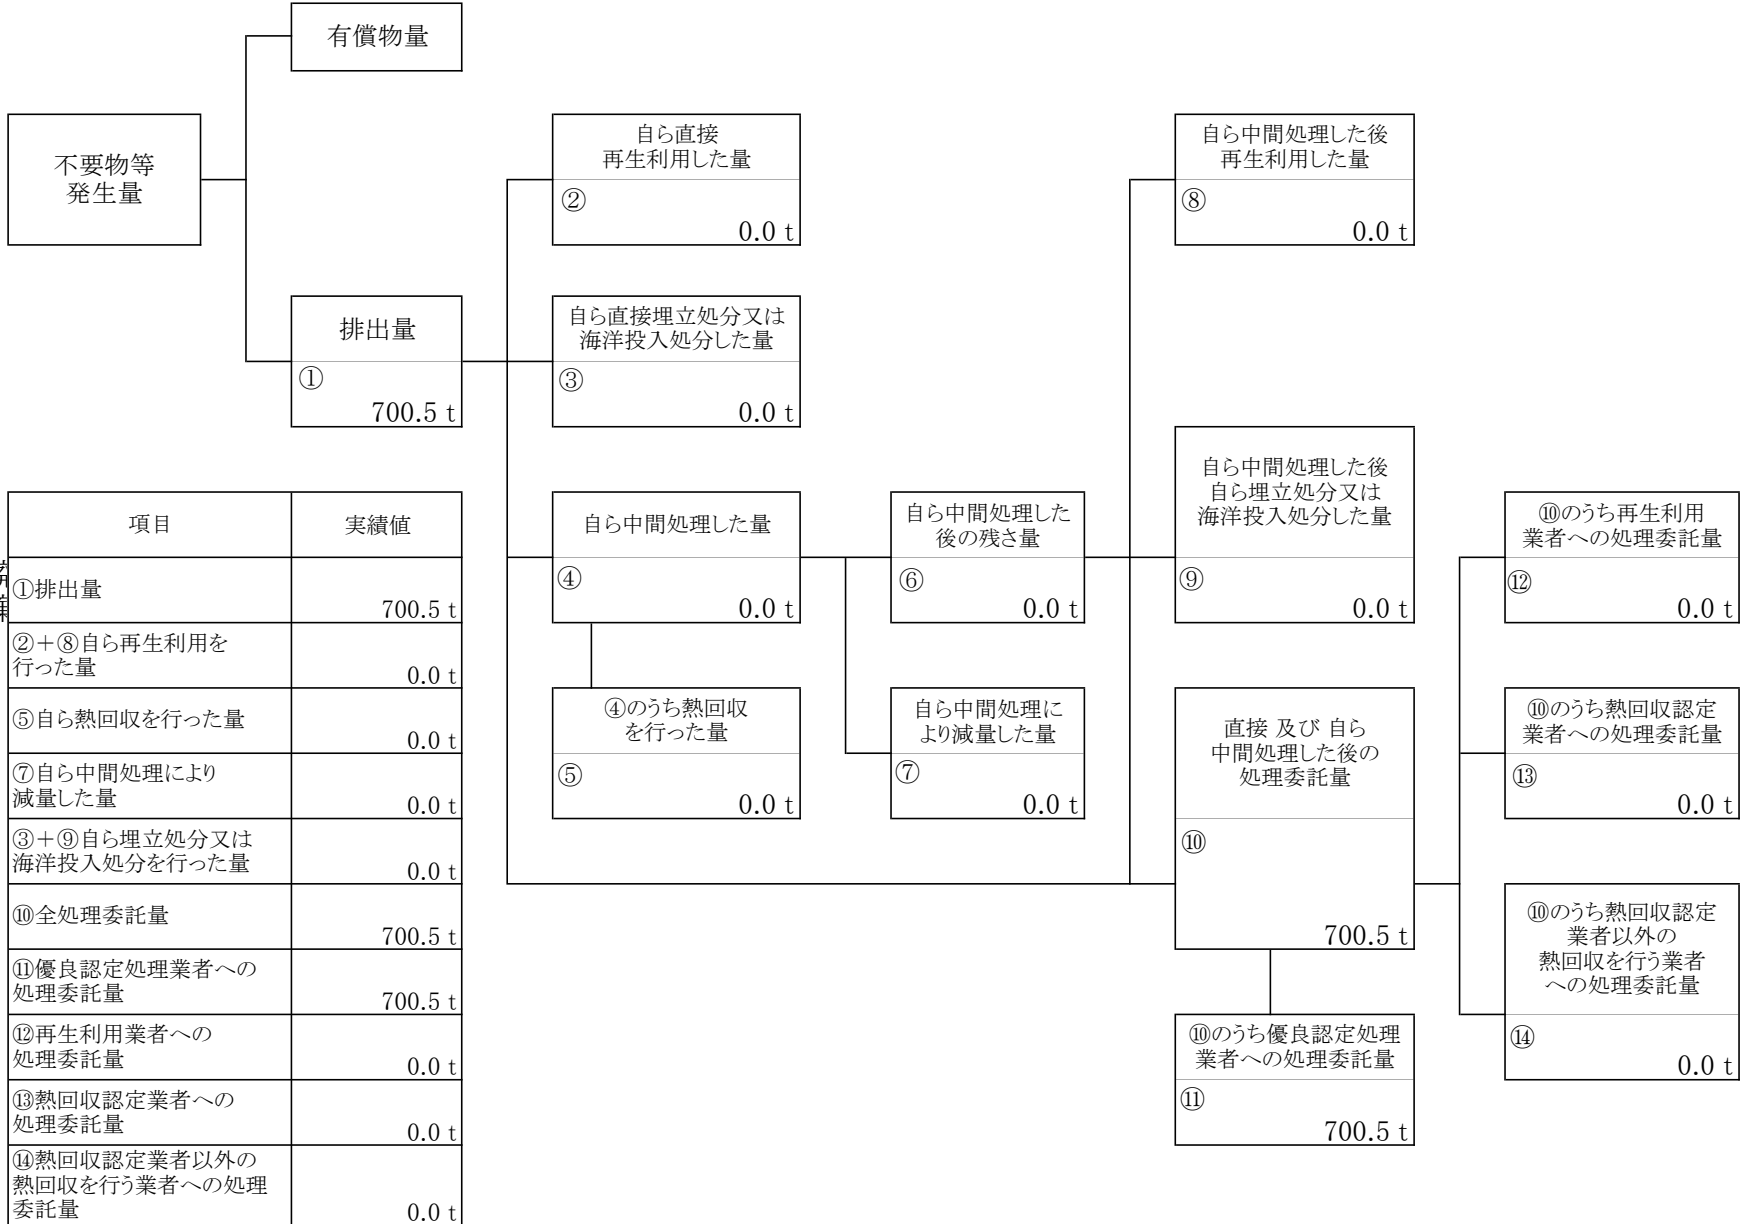 有償物量
不要物等
発生量
自ら直接
再生利用した量
②
0.0 t
自ら中間処理した後
再生利用した量
⑧
0.0 t
排出量
①
700.5 t
自ら直接埋立処分又は
海洋投入処分した量
③
0.0 t
自ら中間処理した量
④
0.0 t
自ら中間処理した
後の残さ量
⑥
0.0 t
自ら中間処理した後
自ら埋立処分又は
海洋投入処分した量
⑨
0.0 t
⑩のうち再生利用
業者への処理委託量
⑫
0.0 t
④のうち熱回収
を行った量
⑤
0.0 t
自ら中間処理に
より減量した量
⑦
0.0 t
直接 及び 自ら
中間処理した後の
処理委託量
⑩
700.5 t
⑩のうち熱回収認定
業者への処理委託量
⑬
0.0 t
⑩のうち熱回収認定
業者以外の
熱回収を行う業者
への処理委託量
⑭
0.0 t
⑩のうち優良認定処理
業者への処理委託量
⑪
700.5 t
項目 実績値
①排出量 700.5 t
②＋⑧自ら再生利用を
行った量 0.0 t
⑤自ら熱回収を行った量 0.0 t
⑦自ら中間処理により
減量した量 0.0 t
③＋⑨自ら埋立処分又は
海洋投入処分を行った量 0.0 t
⑩全処理委託量 700.5 t
⑪優良認定処理業者への
処理委託量 700.5 t
⑫再生利用業者への
処理委託量 0.0 t
⑬熱回収認定業者への
処理委託量 0.0 t
⑭熱回収認定業者以外の
熱回収を行う業者への処理
委託量 0.0 t